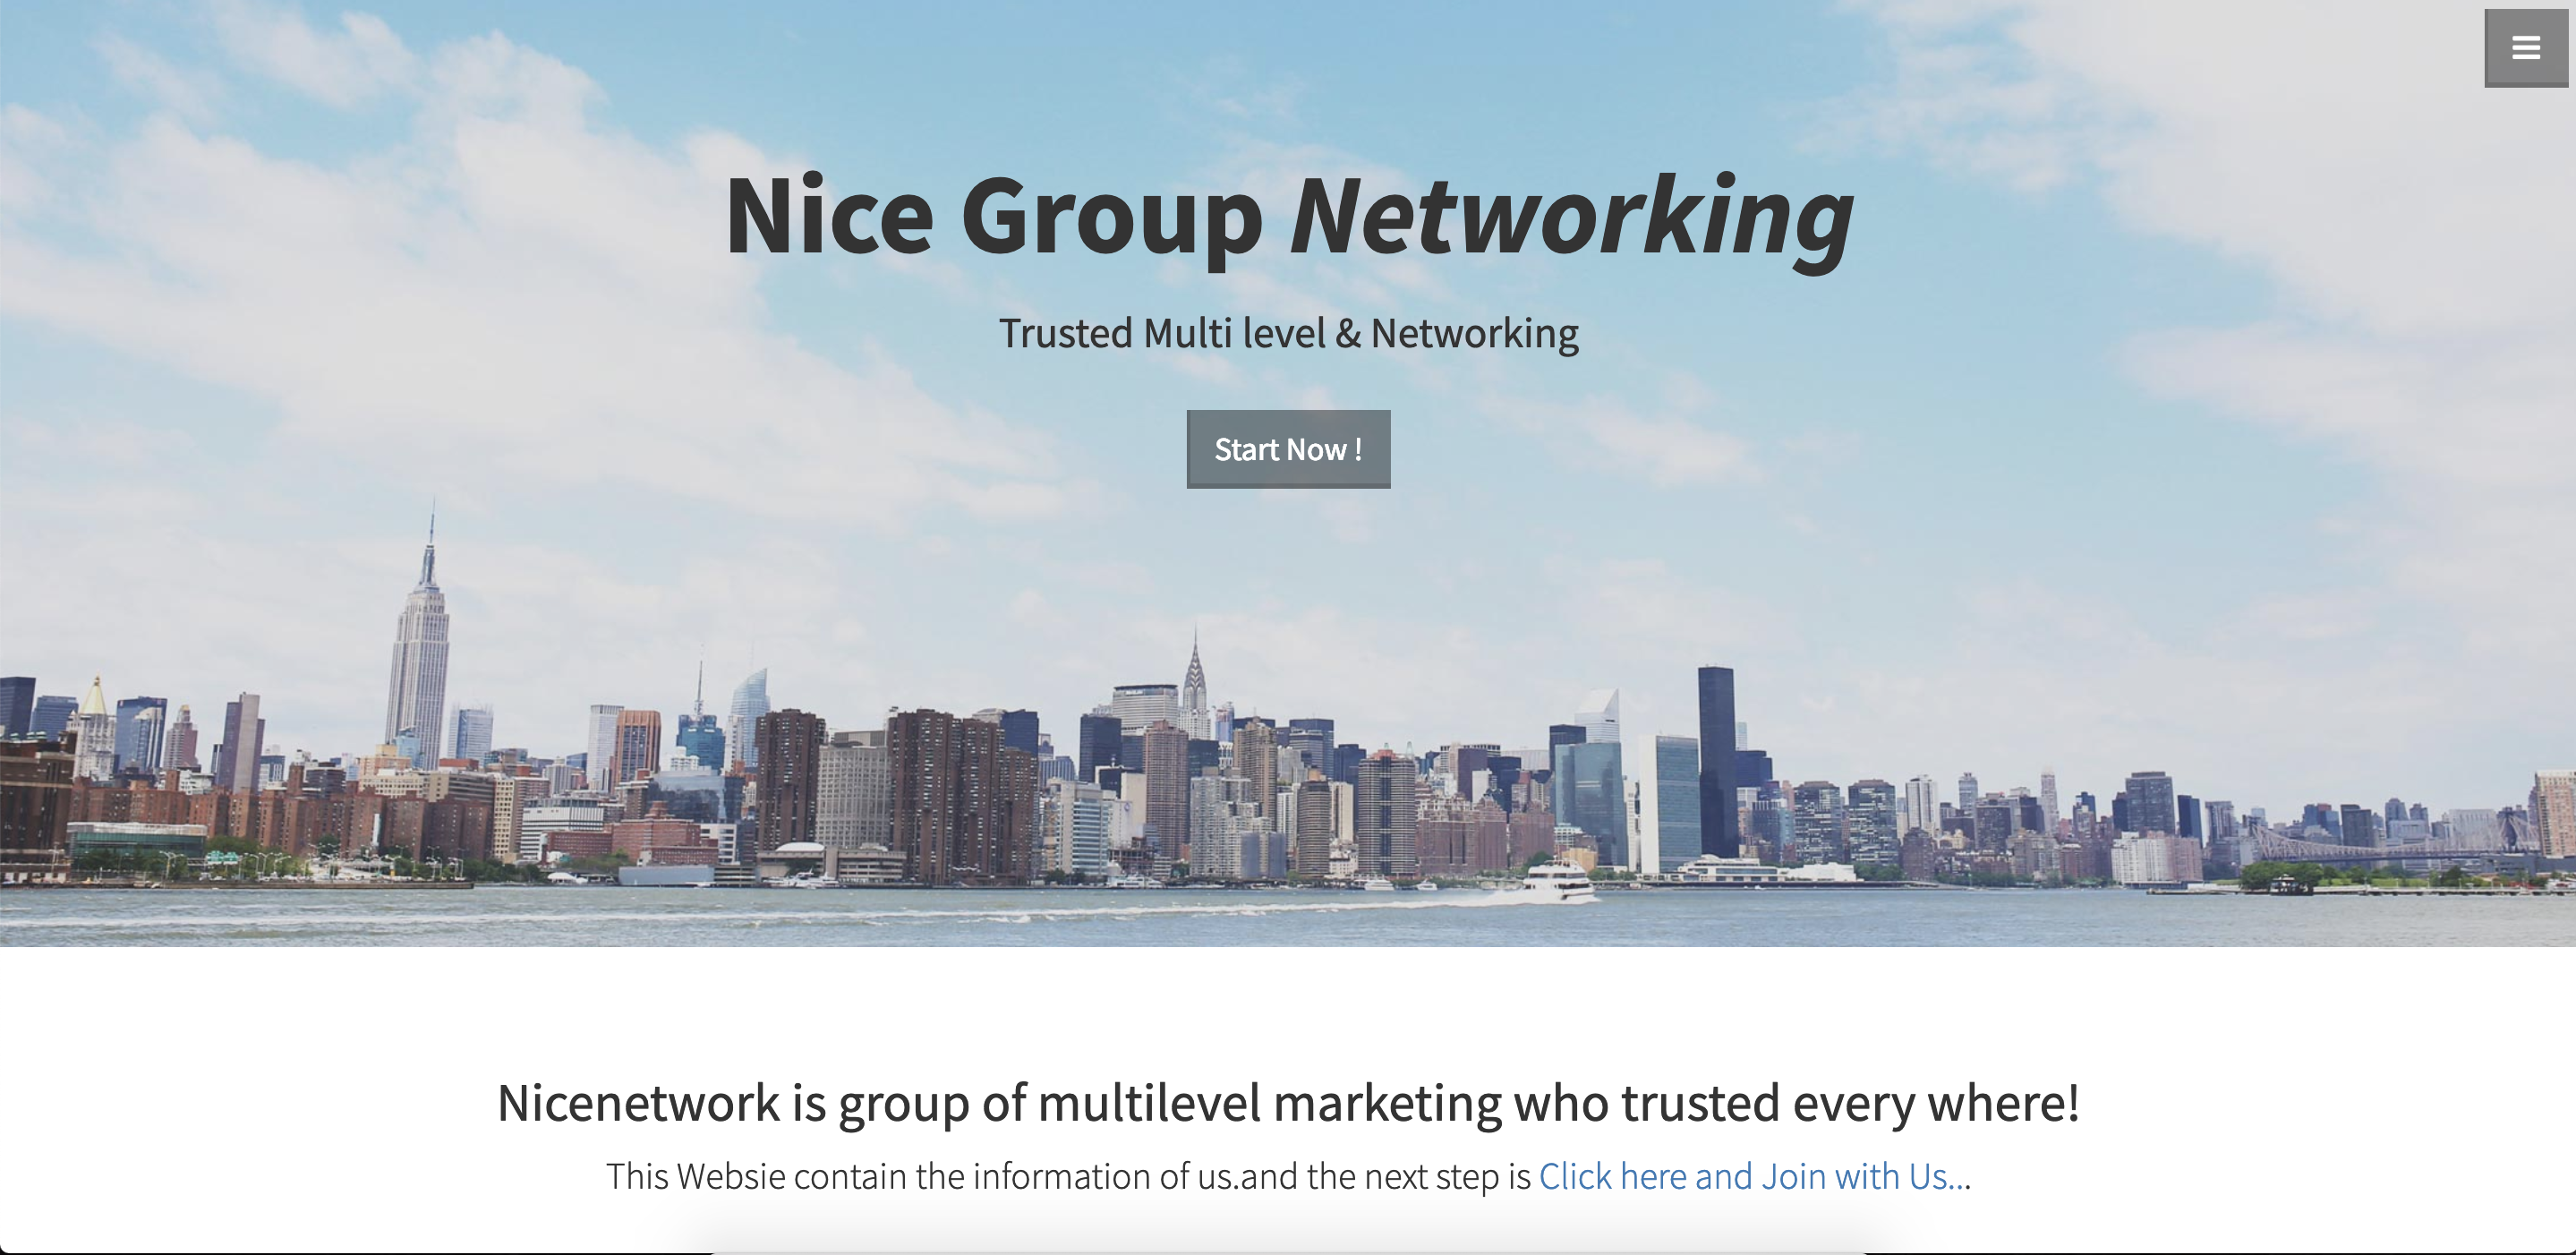 Nice Group Networking
Trusted Multi level & Networking
Start Now !
Nicenetwork is group of multilevel marketing who trusted every where!
This Websie contain the information of us.and the next step is Click here and Join with Us...